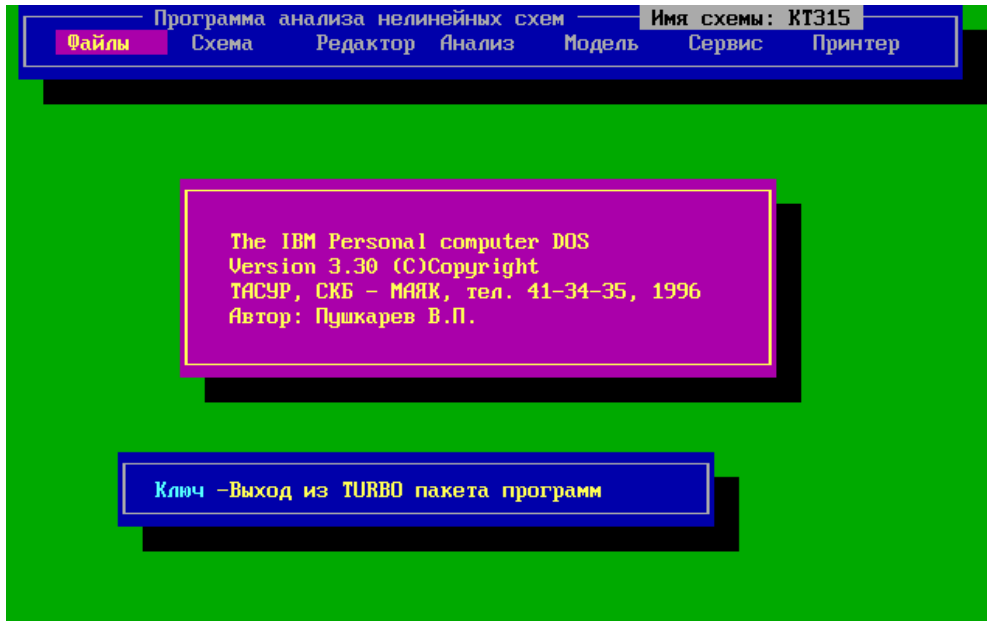 Программа анализа нелинейных схем Имя схемы: КТ315
Файлы Схема Редактор Анализ Модель Сервис Принтер
The IBM Personal computer DOS
Version 3.30 (C)Copyright
ТАСУР, СКБ - МАЯК, тел. 41-34-35, 1996
Автор: Пушкарев В.П.
Ключ -Выход из TURBO пакета программ